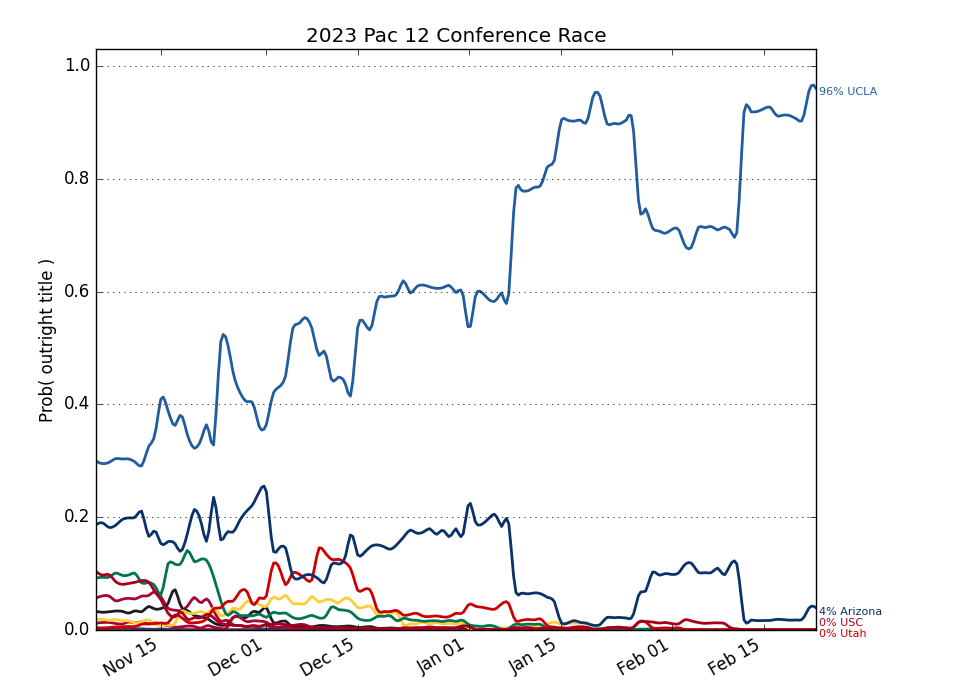 2023 Pac 12 Conference Race
Prob( outright title )
1.0
0.8
0.6
0.4
0.2
0.0
96% UCLA
4% Arizona
0% USC
0% Utah
Nov 15
Dec 01
Dec 15
Jan 01
Jan 15
Feb 01
Feb 15